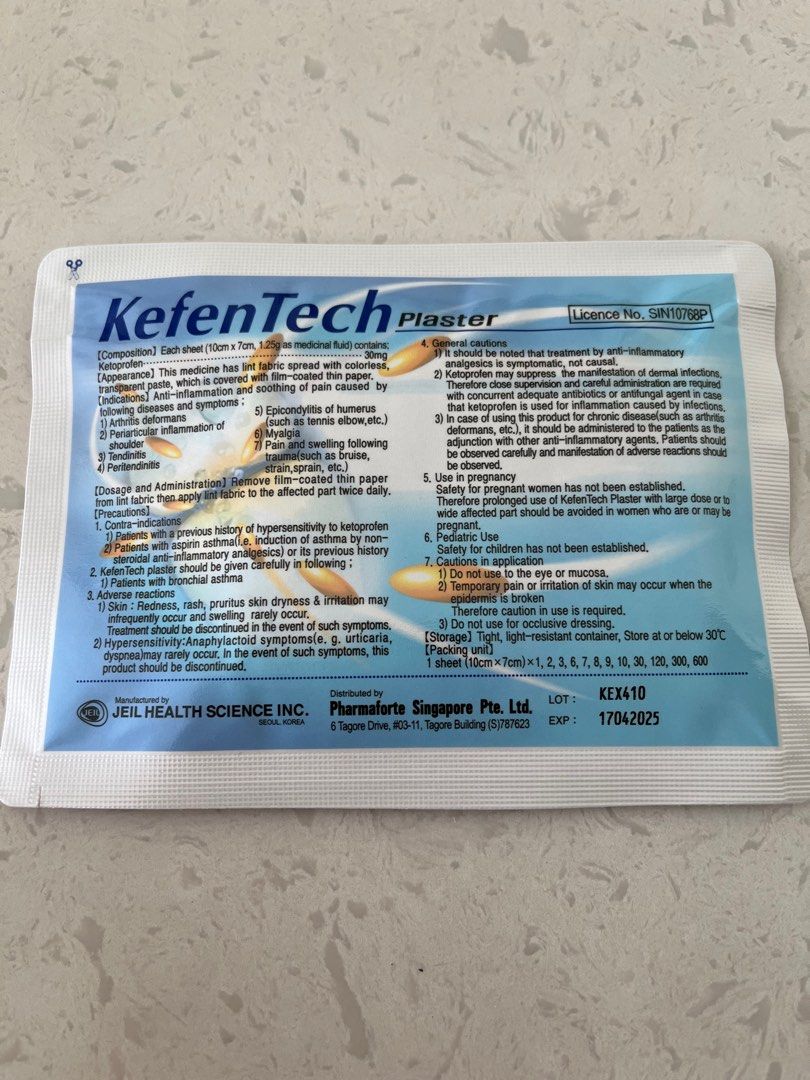 KefenTech Plaster
Licence No. SIN10768P
【Composition】 Each sheet (10cm x 7cm, 1.25g as medicinal fluid) contains;
Ketoprofen 30mg
【Appearance】 This medicine has lint fabric spread with colorless,
transparent paste, which is covered with film-coated thin paper.
【Indications】 Anti-inflammation and soothing of pain caused by
following diseases and symptoms ;
1) Arthritis deformans
2) Periarticular inflammation of
shoulder
3) Tendinitis
4) Peritendinitis
5) Epicondylitis of humerus
(such as tennis elbow,etc.)
6) Myalgia
7) Pain and swelling following
trauma(such as bruise,
strain,sprain, etc.)
【Dosage and Administration】 Remove film-coated thin paper
from lint fabric then apply lint fabric to the affected part twice daily.
【Precautions】
1. Contra-indications
1) Patients with a previous history of hypersensitivity to ketoprofen
2) Patients with aspirin asthma(i.e. induction of asthma by non-
steroidal anti-inflammatory analgesics) or its previous history
2. KefenTech plaster should be given carefully in following ;
1) Patients with bronchial asthma
3. Adverse reactions
1) Skin : Redness, rash, pruritus skin dryness & irritation may
infrequently occur and swelling rarely occur.
Treatment should be discontinued in the event of such symptoms.
2) Hypersensitivity:Anaphylactoid symptoms(e. g. urticaria,
dyspnea)may rarely occur. In the event of such symptoms, this
product should be discontinued.
4. General cautions
1) It should be noted that treatment by anti-inflammatory
analgesics is symptomatic, not causal.
2) Ketoprofen may suppress the manifestation of dermal infections.
Therefore close supervision and careful administration are required
with concurrent adequate antibiotics or antifungal agent in case
that ketoprofen is used for inflammation caused by infections.
3) In case of using this product for chronic disease(such as arthritis
deformans, etc.), it should be administered to the patients as the
adjunction with other anti-inflammatory agents. Patients should
be observed carefully and manifestation of adverse reactions should
be observed.
5. Use in pregnancy
Safety for pregnant women has not been established.
Therefore prolonged use of KefenTech Plaster with large dose or to
wide affected part should be avoided in women who are or may be
pregnant.
6. Pediatric Use
Safety for children has not been established.
7. Cautions in application
1) Do not use to the eye or mucosa.
2) Temporary pain or irritation of skin may occur when the
epidermis is broken
Therefore caution in use is required.
3) Do not use for occlusive dressing.
【Storage】 Tight, light-resistant container, Store at or below 30℃
【Packing unit】
1 sheet (10cm×7cm)×1, 2, 3, 6, 7, 8, 9, 10, 30, 120, 300, 600
JEIL
Manufactured by
JEIL HEALTH SCIENCE INC.
SEOUL, KOREA
Distributed by
Pharmaforte Singapore Pte. Ltd.
6 Tagore Drive, #03-11, Tagore Building (S)787623
LOT : KEX410
EXP : 17042025